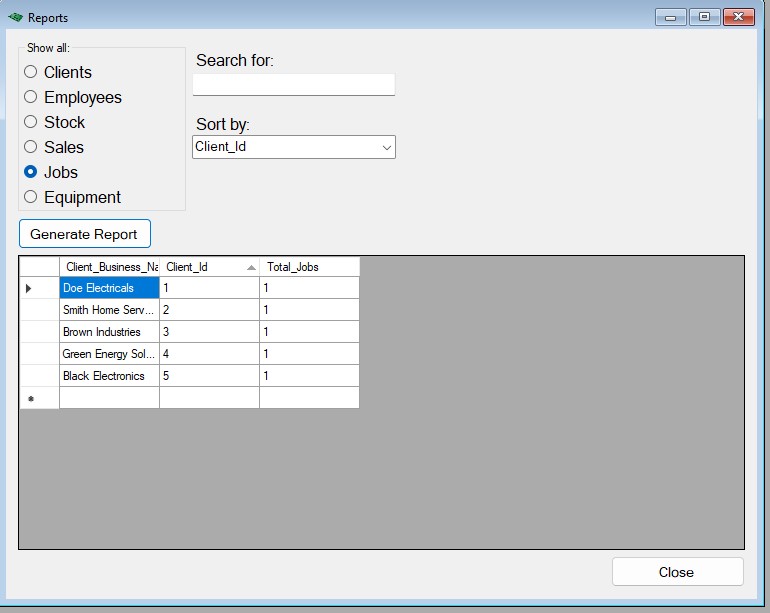 Reports
Show all:
Clients
Employees
Stock
Sales
Jobs
Equipment
Search for:
Sort by:
Client_Id
Generate Report
Client_Business_Na Client_Id Total_Jobs
Doe Electricals 1 1
Smith Home Serv... 2 1
Brown Industries 3 1
Green Energy Sol... 4 1
Black Electronics 5 1
Close